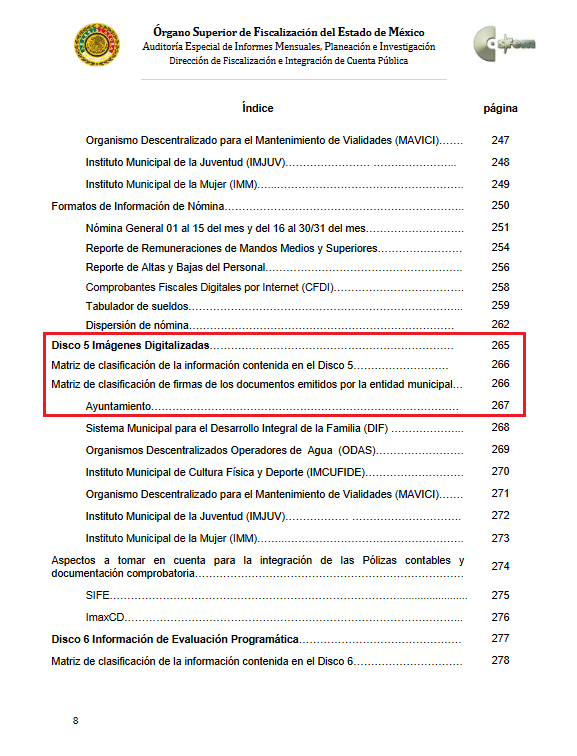 Órgano Superior de Fiscalización del Estado de México
Auditoría Especial de Informes Mensuales, Planeación e Investigación
Dirección de Fiscalización e Integración de Cuenta Pública
osfem
Índice página
Organismo Descentralizado para el Mantenimiento de Vialidades (MAVICI)……. 247
Instituto Municipal de la Juventud (IMJUV)…………………… …………………….. 248
Instituto Municipal de la Mujer (IMM)…………………………………………………….. 249
Formatos de Información de Nómina……………………………………………………………. 250
Nómina General 01 al 15 del mes y del 16 al 30/31 del mes………………………. 251
Reporte de Remuneraciones de Mandos Medios y Superiores……………………. 254
Reporte de Altas y Bajas del Personal…………………………………………………. 256
Comprobantes Fiscales Digitales por Internet (CFDI)………………………………. 258
Tabulador de sueldos……………………………………………………………………….. 259
Dispersión de nómina…………………………………………………………………… 262
Disco 5 Imágenes Digitalizadas……………………………………………………………… 265
Matriz de clasificación de la información contenida en el Disco 5……………………… 266
Matriz de clasificación de firmas de los documentos emitidos por la entidad municipal… 266
Ayuntamiento……………………………………………………………………………… 267
Sistema Municipal para el Desarrollo Integral de la Familia (DIF) ……………….. 268
Organismos Descentralizados Operadores de Agua (ODAS)……………………. 269
Instituto Municipal de Cultura Física y Deporte (IMCUFIDE)………………………. 270
Organismo Descentralizado para el Mantenimiento de Vialidades (MAVICI)……. 271
Instituto Municipal de la Juventud (IMJUV)……………… ………………………… 272
Instituto Municipal de la Mujer (IMM)…………………………………………………….. 273
Aspectos a tomar en cuenta para la integración de las Pólizas contables y
documentación comprobatoria…………………………………………………………………… 274
SIFE……………………………………………………………………........................ 275
ImaxCD……………………………………………………………………………………….. 276
Disco 6 Información de Evaluación Programática………………………………………… 277
Matriz de clasificación de la información contenida en el Disco 6………………………… 278
8